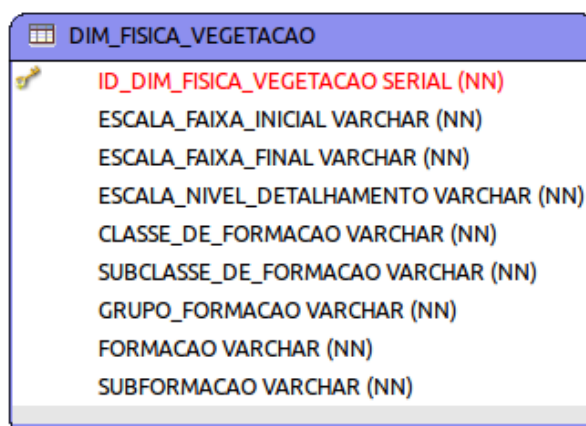 DIM_FISICA_VEGETACAO
ID_DIM_FISICA_VEGETACAO SERIAL (NN)
ESCALA_FAIXA_INICIAL VARCHAR (NN)
ESCALA_FAIXA_FINAL VARCHAR (NN)
ESCALA_NIVEL_DETALHAMENTO VARCHAR (NN)
CLASSE_DE_FORMACAO VARCHAR (NN)
SUBCLASSE_DE_FORMACAO VARCHAR (NN)
GRUPO_FORMACAO VARCHAR (NN)
FORMACAO VARCHAR (NN)
SUBFORMACAO VARCHAR (NN)